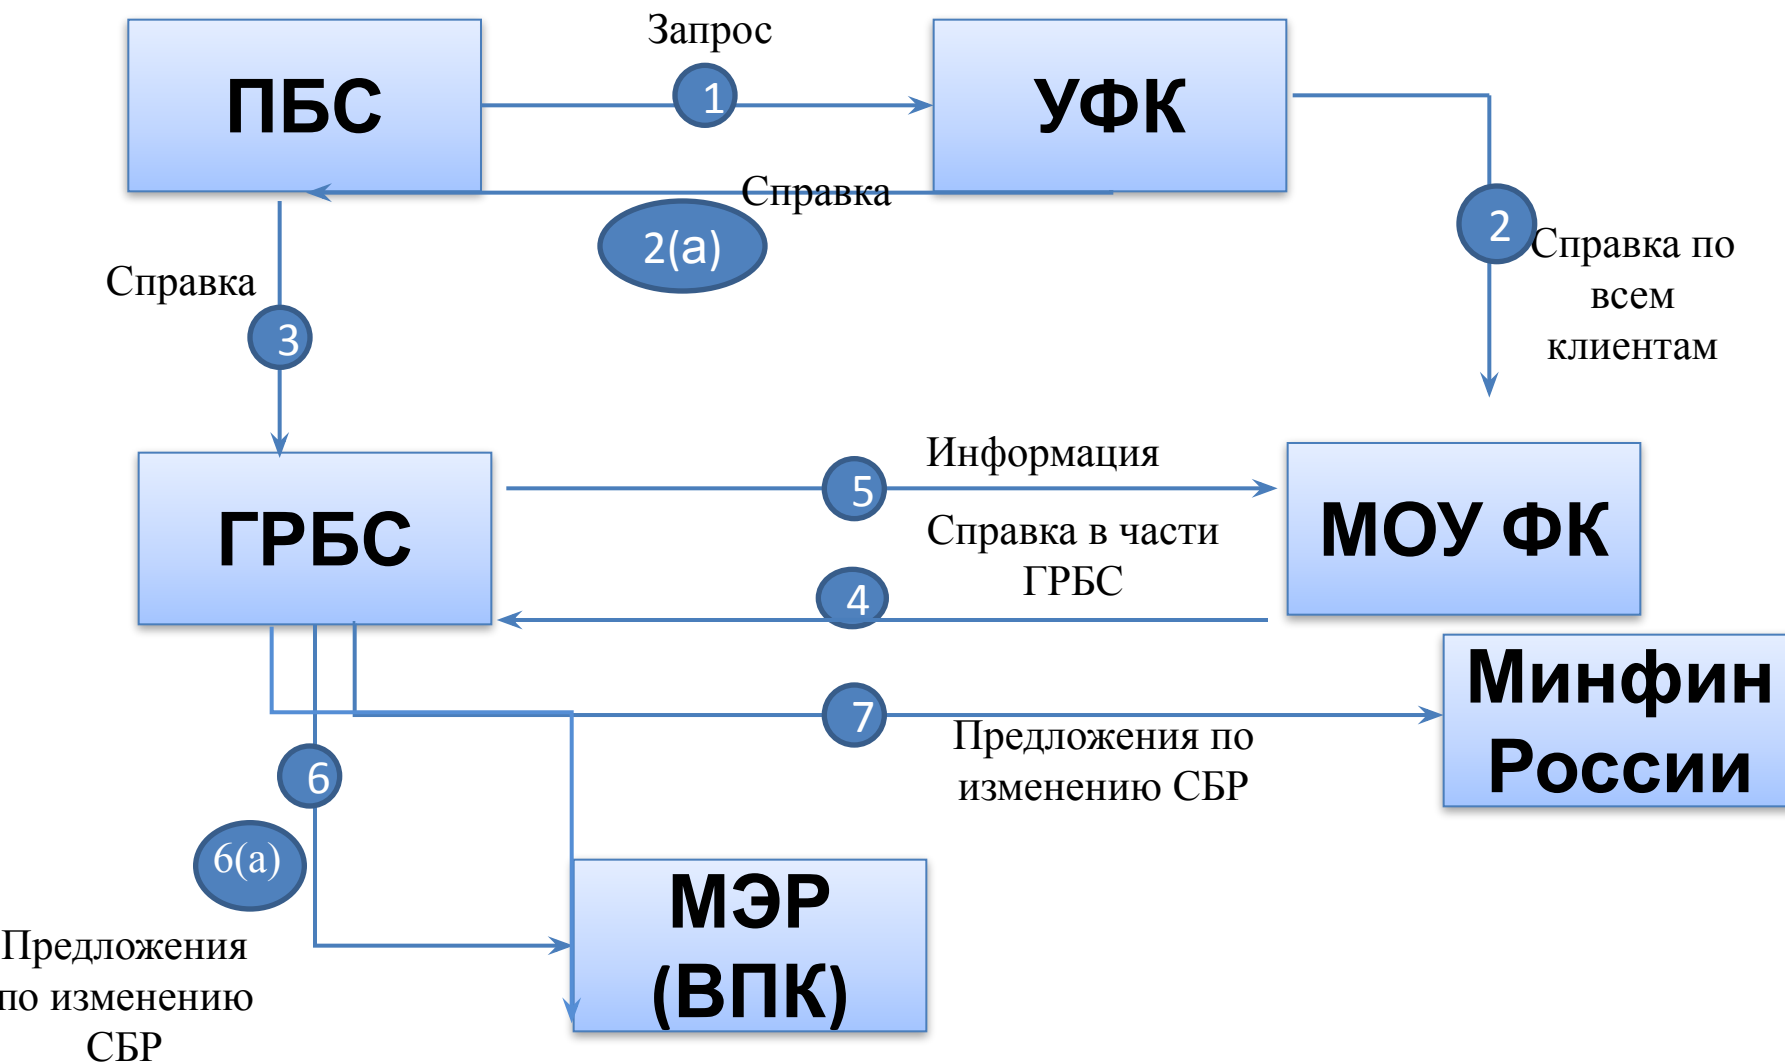 Запрос
ПБС
1
УФК
Справка
2(а)
2
Справка по
всем
клиентам
Справка
3
Информация
5
ГРБС
МОУ ФК
Справка в части
ГРБС
4
Минфин
России
7
Предложения по
изменению СБР
6
6(а)
МЭР
(ВПК)
Предложения
по изменению
СБР